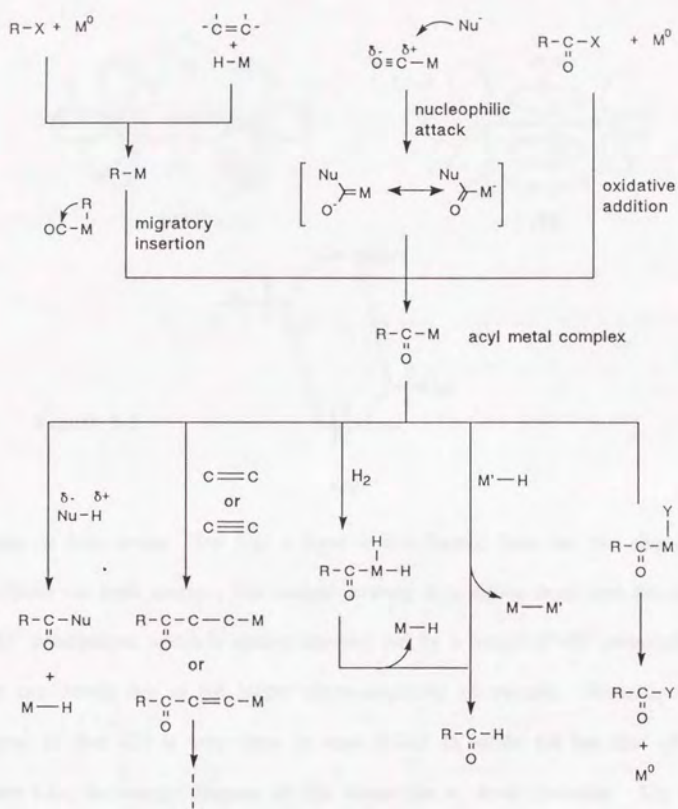 R–X + M⁰
C=C
+
H–M
Nu⁻
δ- δ+
O≡C–M
R–C–X + M⁰
O
nucleophilic
attack
R–M
R
OC–M
migratory
insertion
Nu
M
O⁻
Nu
M⁻
O
oxidative
addition
R–C–M
O
acyl metal complex
δ- δ+
Nu–H
C=C
or
C≡C
H₂
M'–H
Y
R–C–M
O
H
R–C–M–H
O
M–M'
M–H
R–C–Nu
O
+
M–H
R–C–C–C–M
O
or
R–C–C=C–M
O
R–C–H
O
R–C–Y
O
+ M⁰